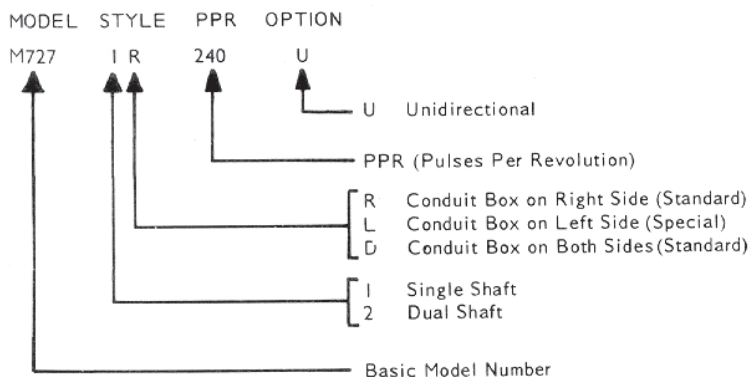 MODEL STYLE PPR OPTION
M727 1 R 240 U
U Unidirectional
PPR (Pulses Per Revolution)
R Conduit Box on Right Side (Standard)
L Conduit Box on Left Side (Special)
D Conduit Box on Both Sides (Standard)
1 Single Shaft
2 Dual Shaft
Basic Model Number